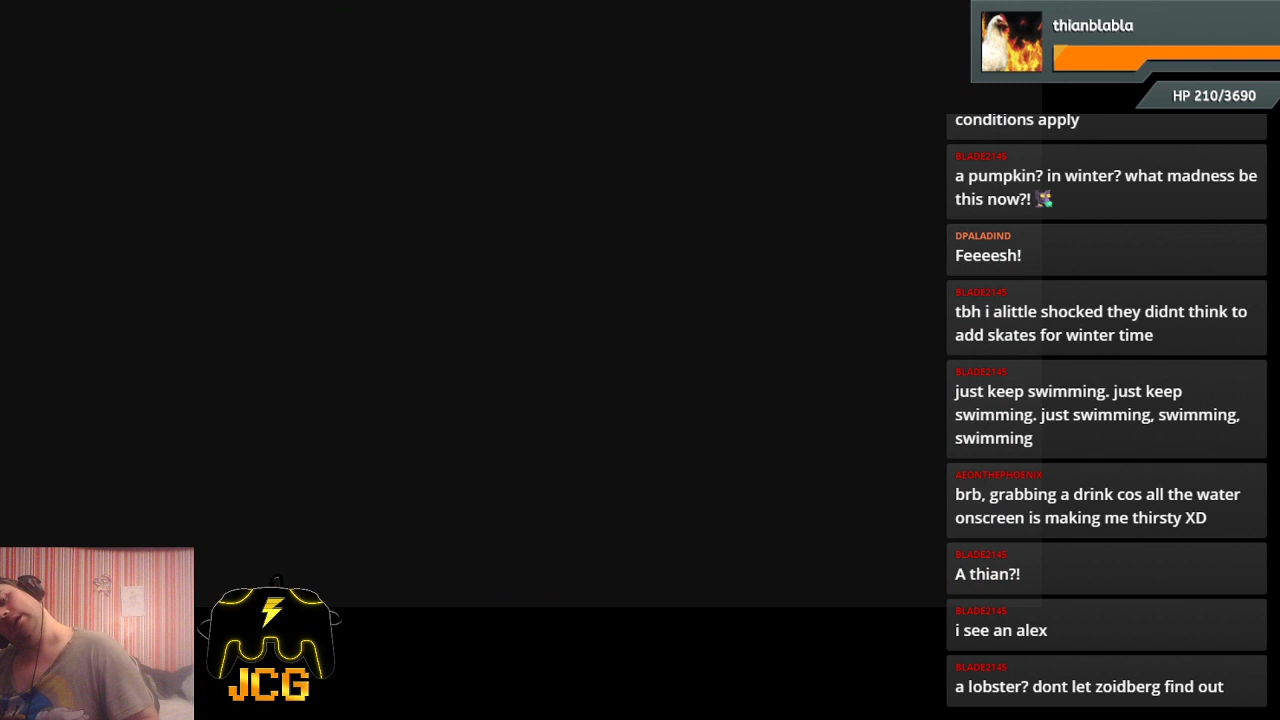 thianblabla
HP 210/3690
conditions apply
BLADE2145
a pumpkin? in winter? what madness be
this now?!
DPALADIND
Feeeesh!
BLADE2145
tbh i alittle shocked they didnt think to
add skates for winter time
BLADE2145
just keep swimming. just keep
swimming. just swimming, swimming,
swimming
AEONTHEPHOENIX
brb, grabbing a drink cos all the water
onscreen is making me thirsty XD
BLADE2145
A thian?!
BLADE2145
i see an alex
BLADE2145
a lobster? dont let zoidberg find out
JCG